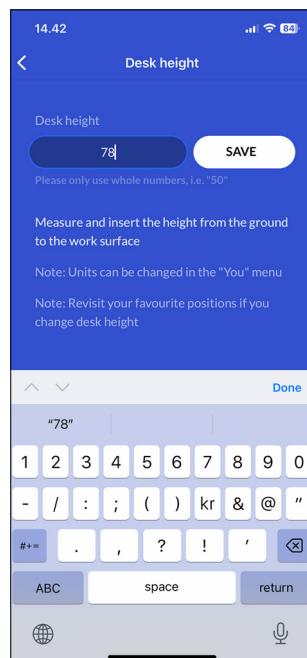 14.42
84
Desk height
Desk height
78
SAVE
Please only use whole numbers, i.e. "50"
Measure and insert the height from the ground
to the work surface
Note: Units can be changed in the "You" menu
Note: Revisit your favourite positions if you
change desk height
Done
"78"
1 2 3 4 5 6 7 8 9 0
- / : ; ( ) kr & @ "
#+= . , ? ! ′
ABC space return